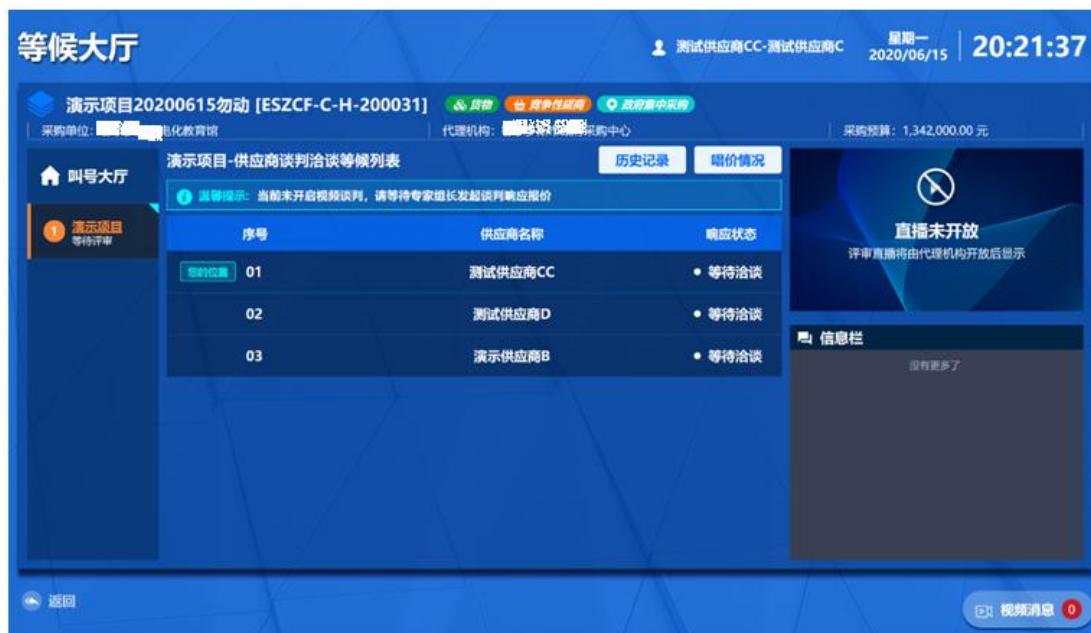 等候大厅
测试供应商CC-测试供应商C
星期一
2020/06/15
20:21:37
演示项目20200615勿动 [ESZCF-C-H-200031] 货物 竞争性磋商 政府集中采购
采购单位: 电化教育馆
代理机构: 采购中心
采购预算: 1,342,000.00 元
叫号大厅
1 演示项目
等待评审
演示项目-供应商谈判洽谈等候列表
历史记录 唱价情况
温馨提示: 当前未开启视频谈判, 请等待专家组长发起谈判响应报价
序号 供应商名称 响应状态
您的位置 01 测试供应商CC 等待洽谈
02 测试供应商D 等待洽谈
03 演示供应商B 等待洽谈
直播未开放
评审直播将由代理机构开放后显示
信息栏
没有更多了
返回
视频消息 0